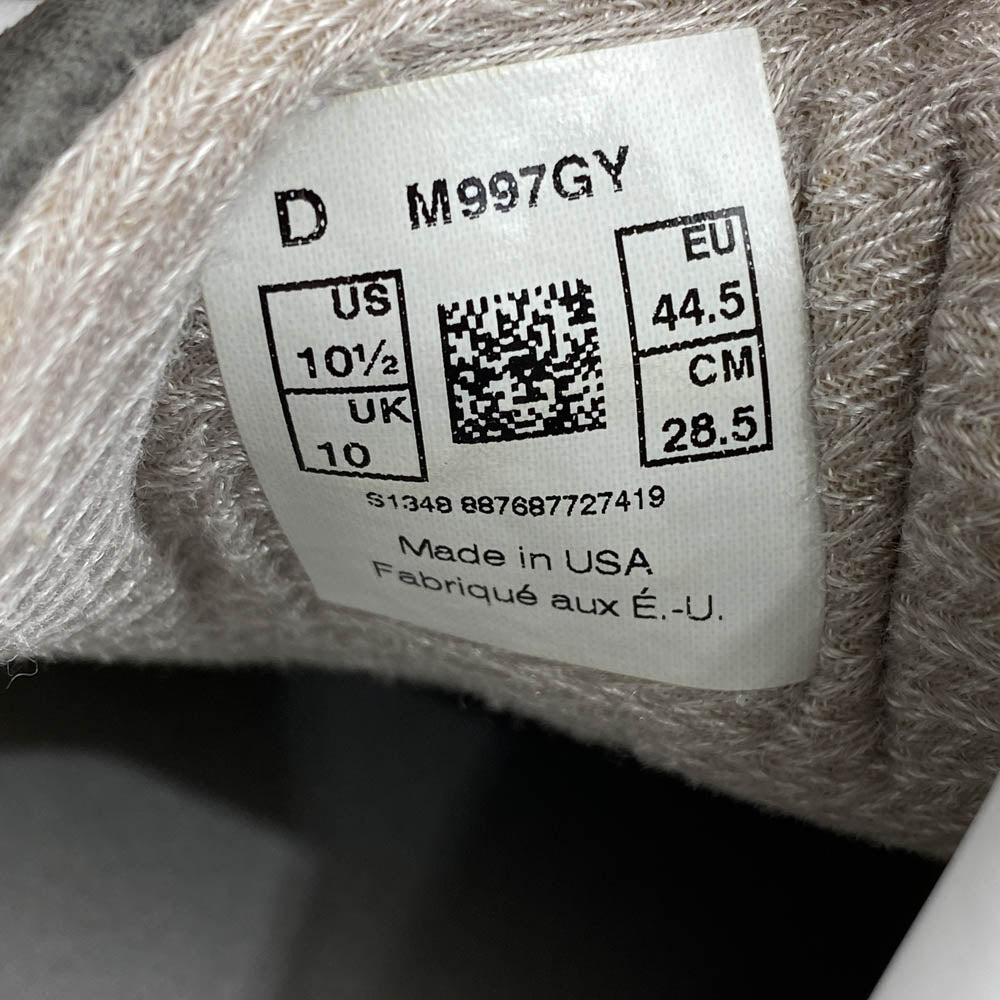 D M997GY
US
10½
UK
10
EU
44.5
CM
28.5
S1348 887687727419
Made in USA
Fabriqué aux É.-U.